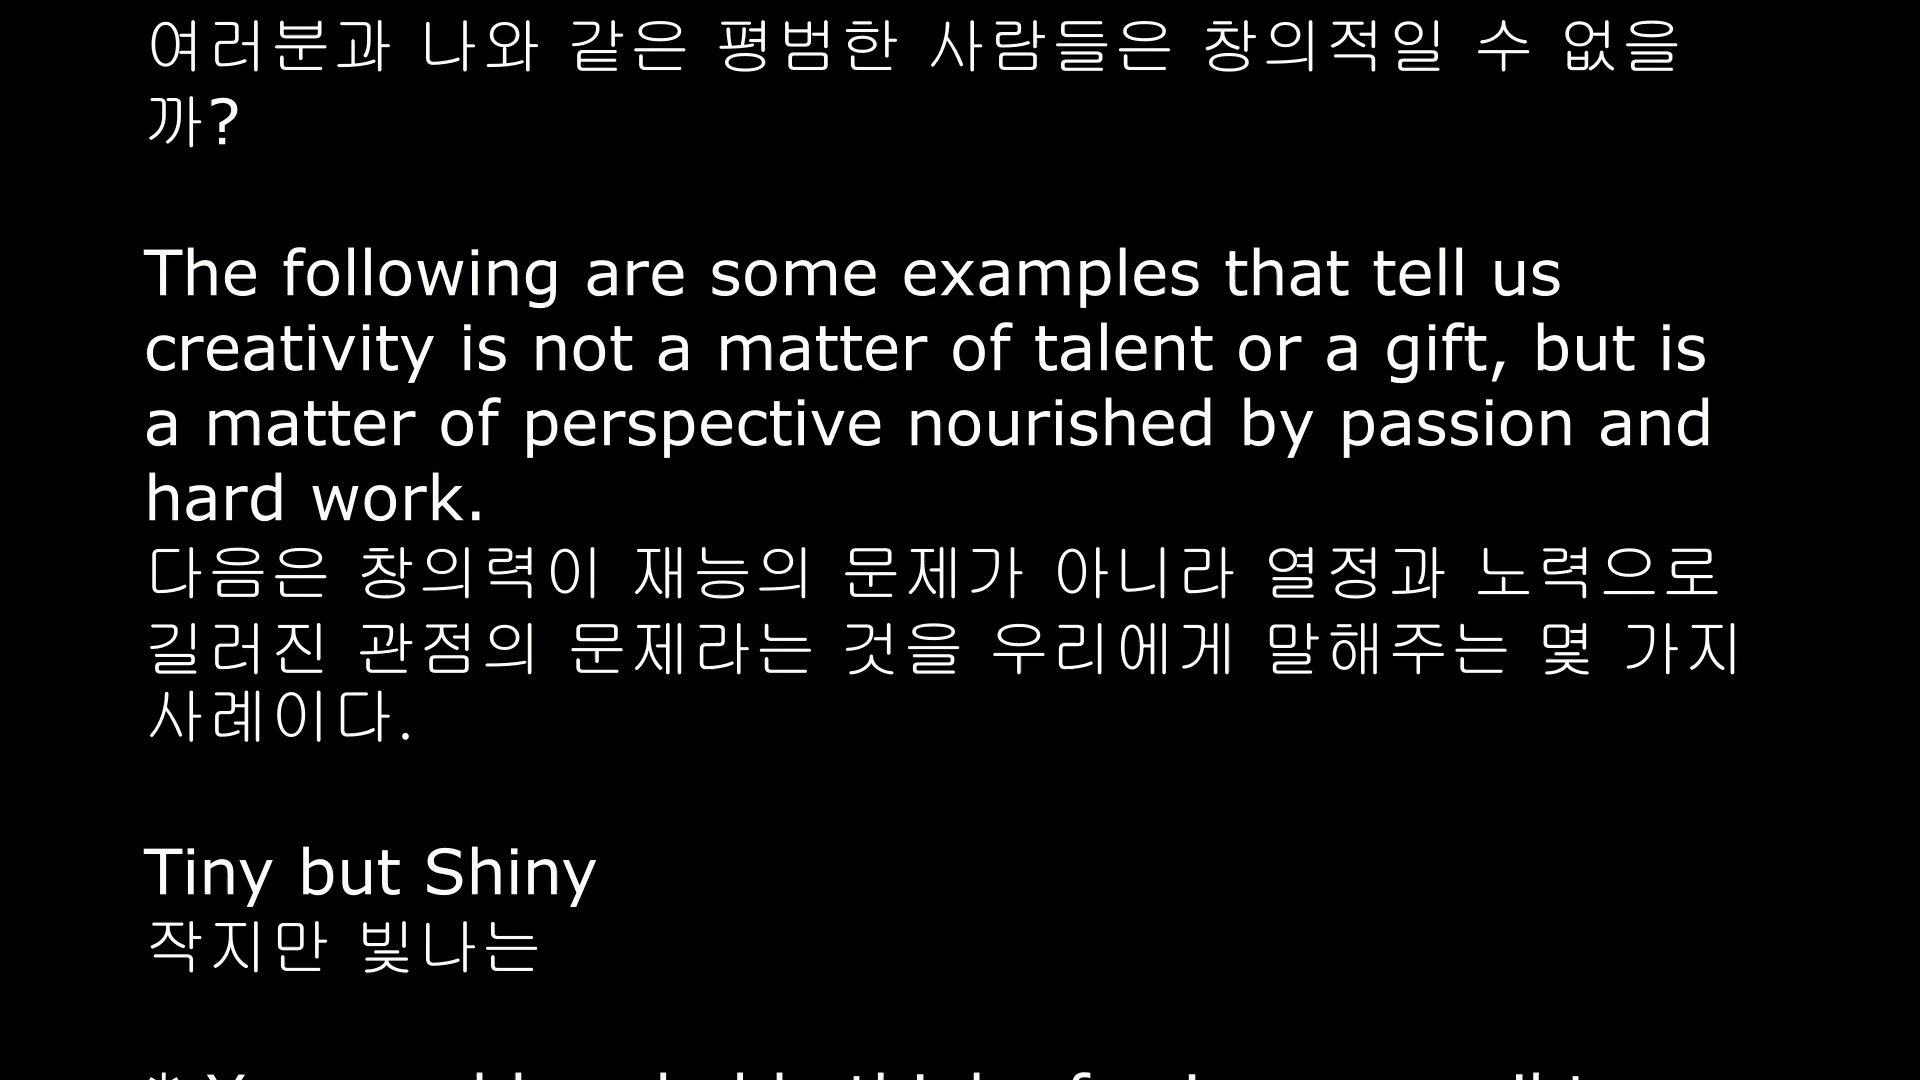 여러분과 나와 같은 평범한 사람들은 창의적일 수 없을
까?
The following are some examples that tell us
creativity is not a matter of talent or a gift, but is
a matter of perspective nourished by passion and
hard work.
다음은 창의력이 재능의 문제가 아니라 열정과 노력으로
길러진 관점의 문제라는 것을 우리에게 말해주는 몇 가지
사례이다.
Tiny but Shiny
작지만 빛나는